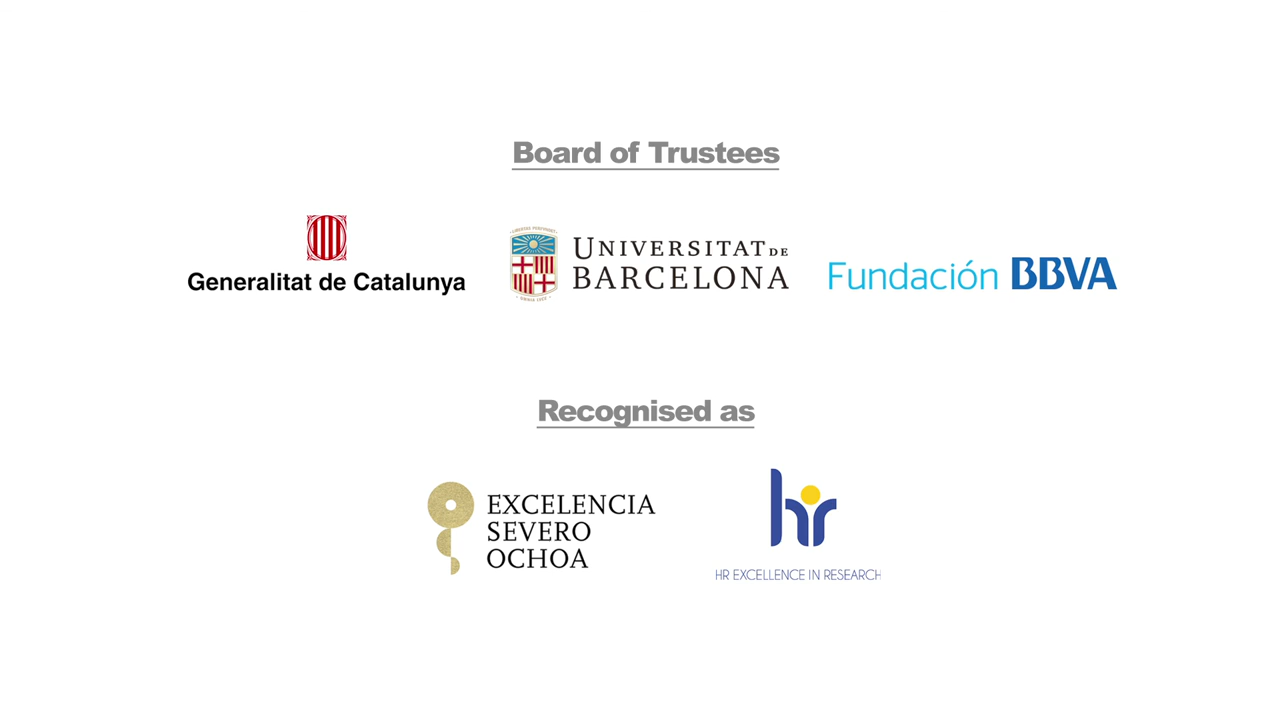 Board of Trustees
Generalitat de Catalunya
UNIVERSITAT DE
BARCELONA
Fundación BBVA
Recognised as
EXCELENCIA
SEVERO
OCHOA
hr
HR EXCELLENCE IN RESEARCH